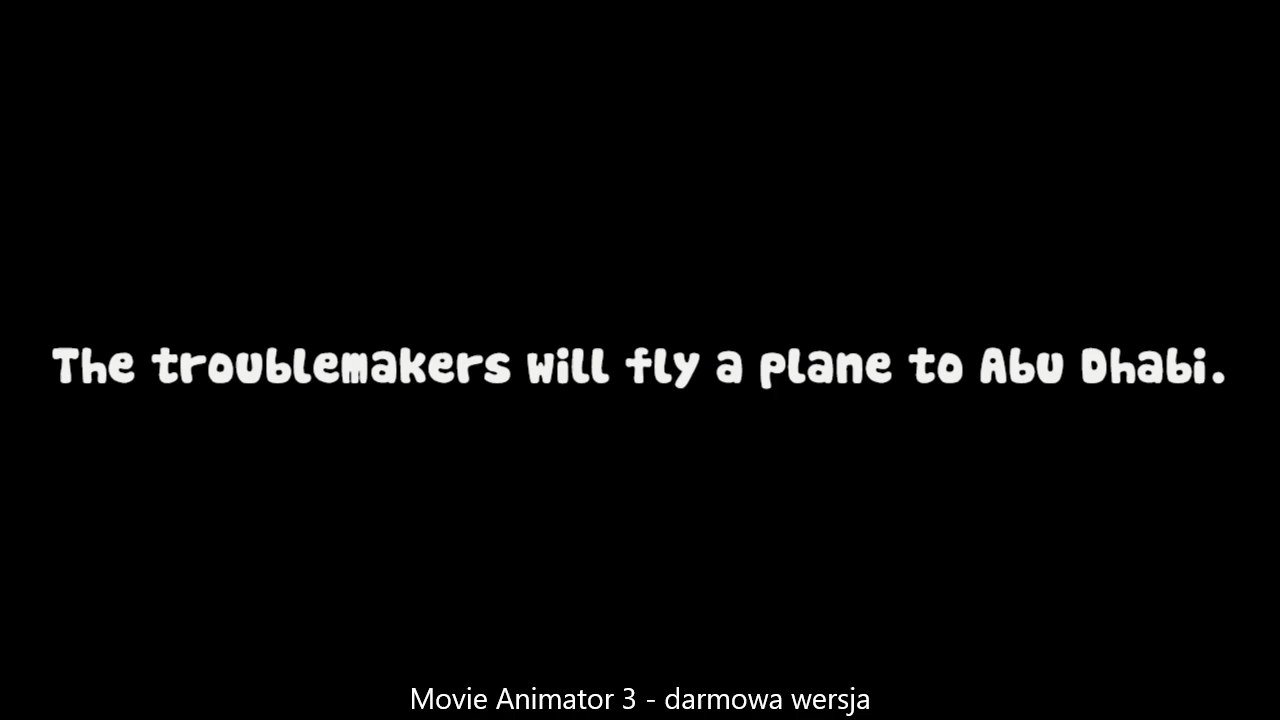 The troublemakers will fly a plane to Abu Dhabi.
Movie Animator 3 - darmowa wersja